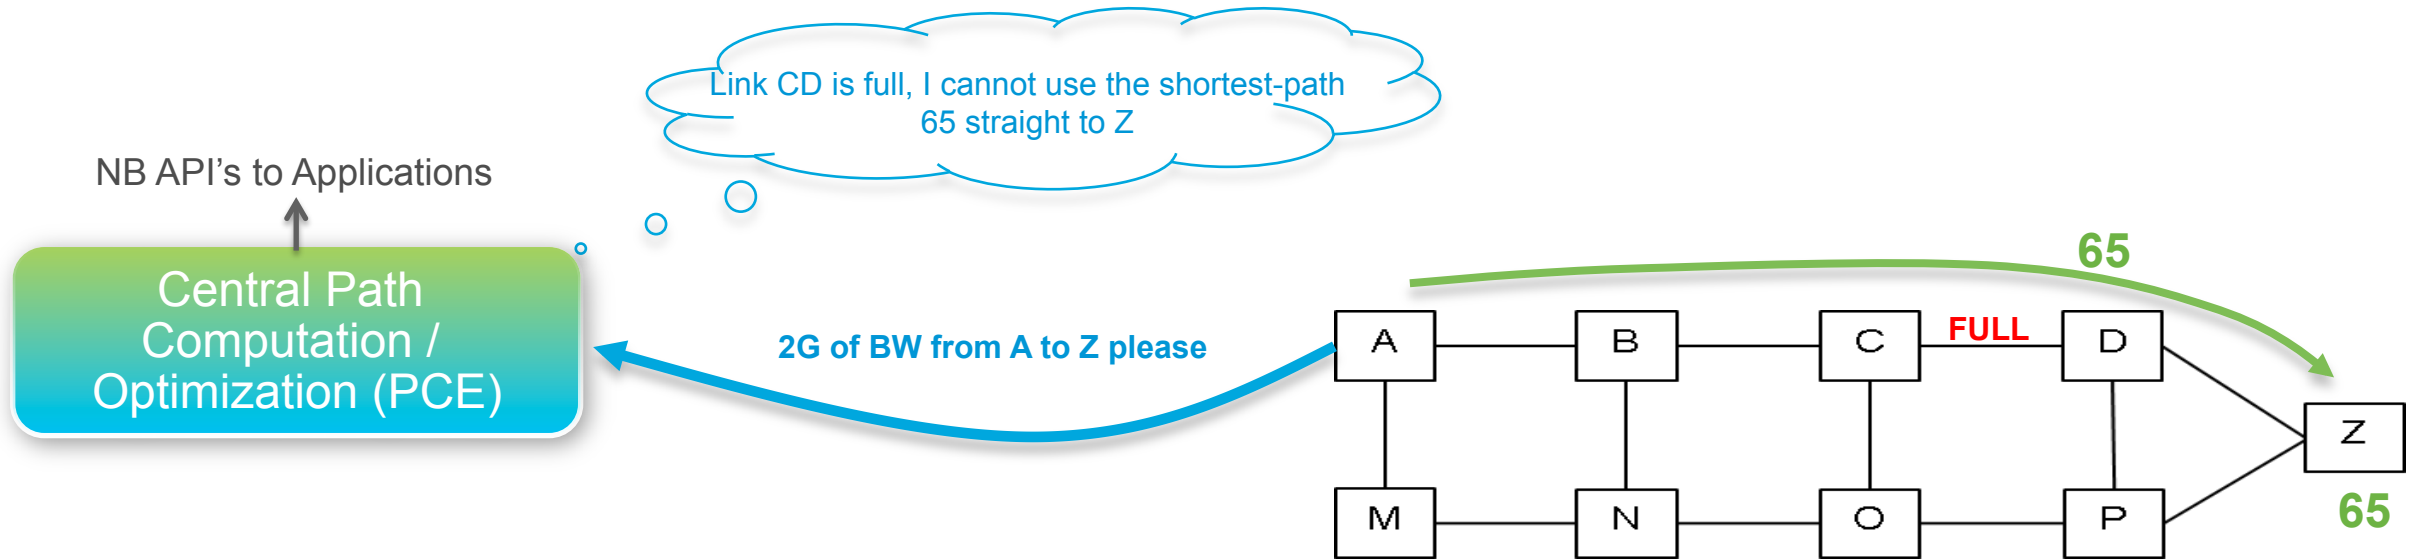 Link CD is full, I cannot use the shortest-path
65 straight to Z
NB API's to Applications
Central Path
Computation /
Optimization (PCE)
2G of BW from A to Z please
65
A
B
C
FULL
D
Z
M
N
O
P
65